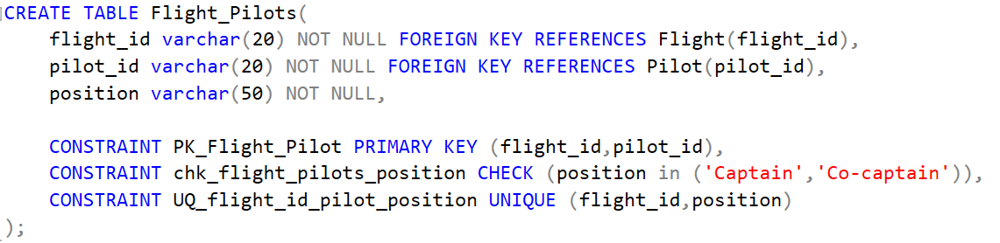 CREATE TABLE Flight_Pilots(
flight_id varchar(20) NOT NULL FOREIGN KEY REFERENCES Flight(flight_id),
pilot_id varchar(20) NOT NULL FOREIGN KEY REFERENCES Pilot(pilot_id),
position varchar(50) NOT NULL,
CONSTRAINT PK_Flight_Pilot PRIMARY KEY (flight_id,pilot_id),
CONSTRAINT chk_flight_pilots_position CHECK (position in ('Captain','Co-captain')),
CONSTRAINT UQ_flight_id_pilot_position UNIQUE (flight_id,position)
);